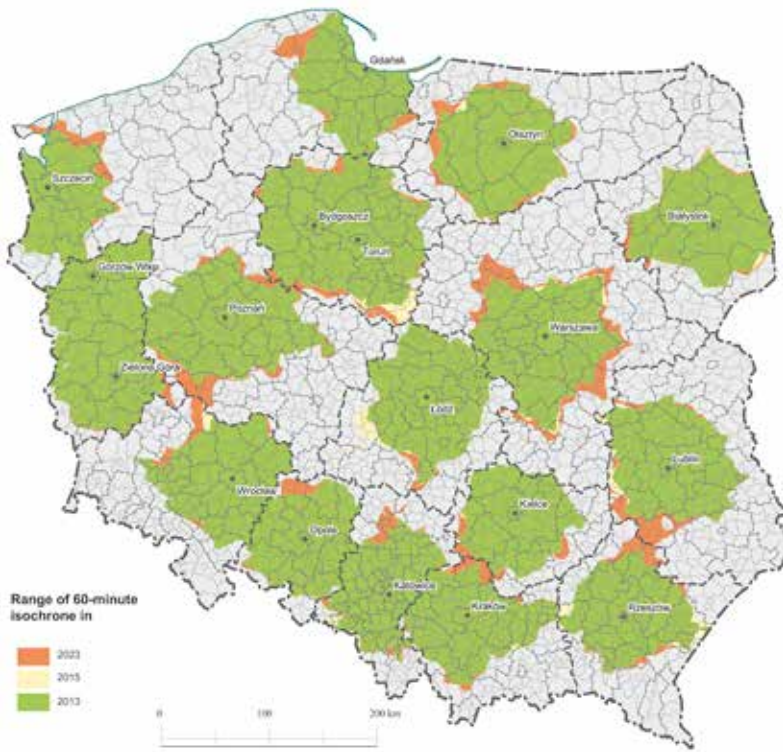 Gdańsk
Olsztyn
Szczecin
Białystok
Bydgoszcz
Toruń
Gorzów Wlkp
Poznań
Warszawa
Zielona Góra
Łódź
Lublin
Wrocław
Kielce
Opole
Katowice
Kraków
Rzeszów
Range of 60-minute
isochrone in
2023
2015
2013
0 100 200 km